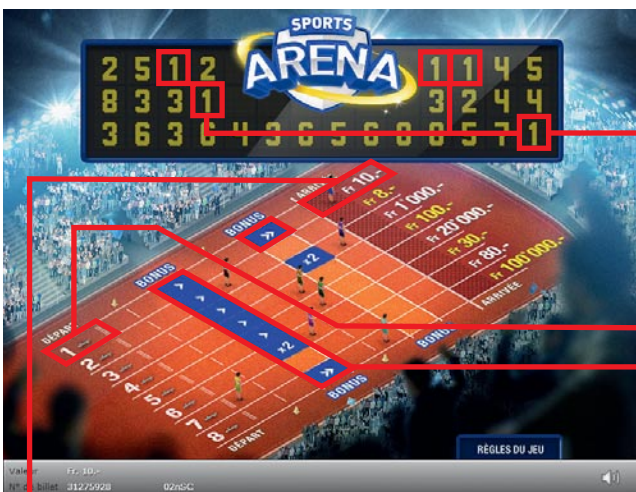 SPORTS
ARENA
2 5 1 2 1 1 4 5
8 3 3 1 3 2 4 4
3 6 3 6 4 3 6 5 6 8 8 5 7 1
ARRIVÉE
Fr 10.-
Fr 8.-
Fr 1'000.-
Fr 100.-
Fr 20'000.-
Fr 30.-
Fr 80.-
Fr 100'000.-
ARRIVÉE
BONUS
»
x2
BONUS
› › › › › x2 »
BONUS
BONUS
DÉPART
1
2
3
4
5
6
7
8
DÉPART
RÈGLES DU JEU
Valeur Fr. 10.-
N° de billet 31275928